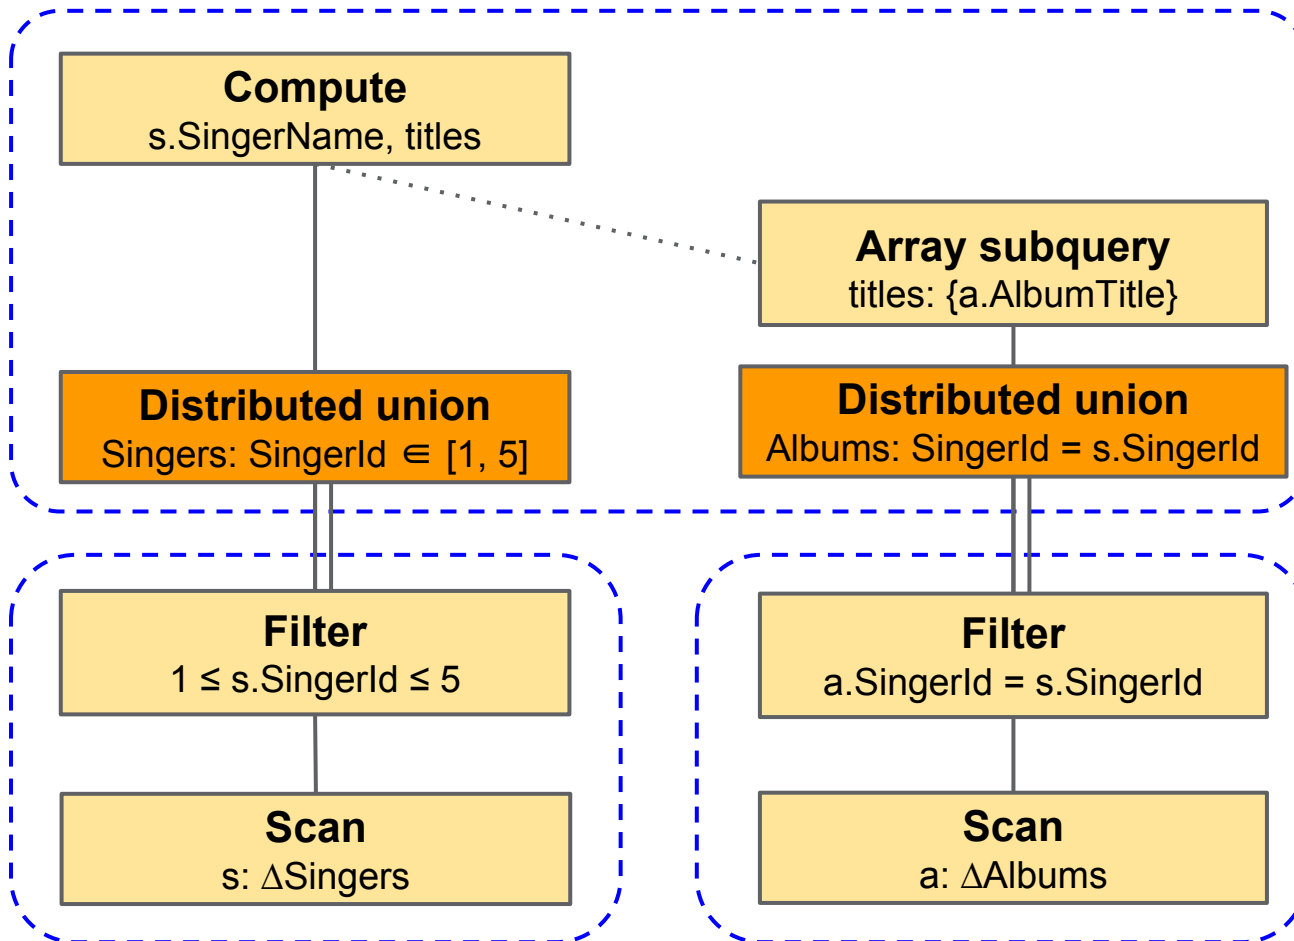 Compute
s.SingerName, titles
Array subquery
titles: {a.AlbumTitle}
Distributed union
Singers: SingerId ∈ [1, 5]
Distributed union
Albums: SingerId = s.SingerId
Filter
1 ≤ s.SingerId ≤ 5
Filter
a.SingerId = s.SingerId
Scan
s: ∆Singers
Scan
a: ∆Albums